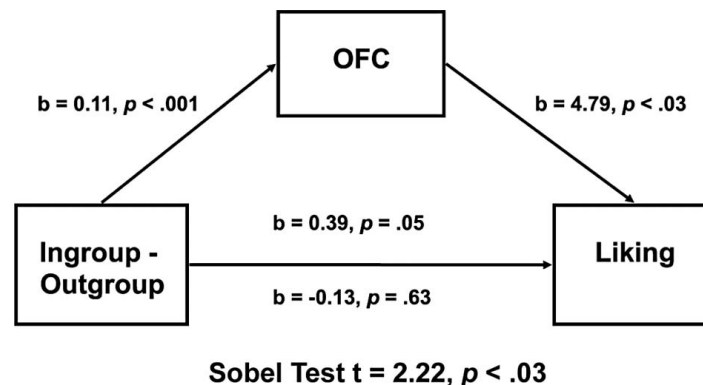 OFC
b = 0.11, p < .001
b = 4.79, p < .03
Ingroup -
Outgroup
b = 0.39, p = .05
b = -0.13, p = .63
Liking
Sobel Test t = 2.22, p < .03